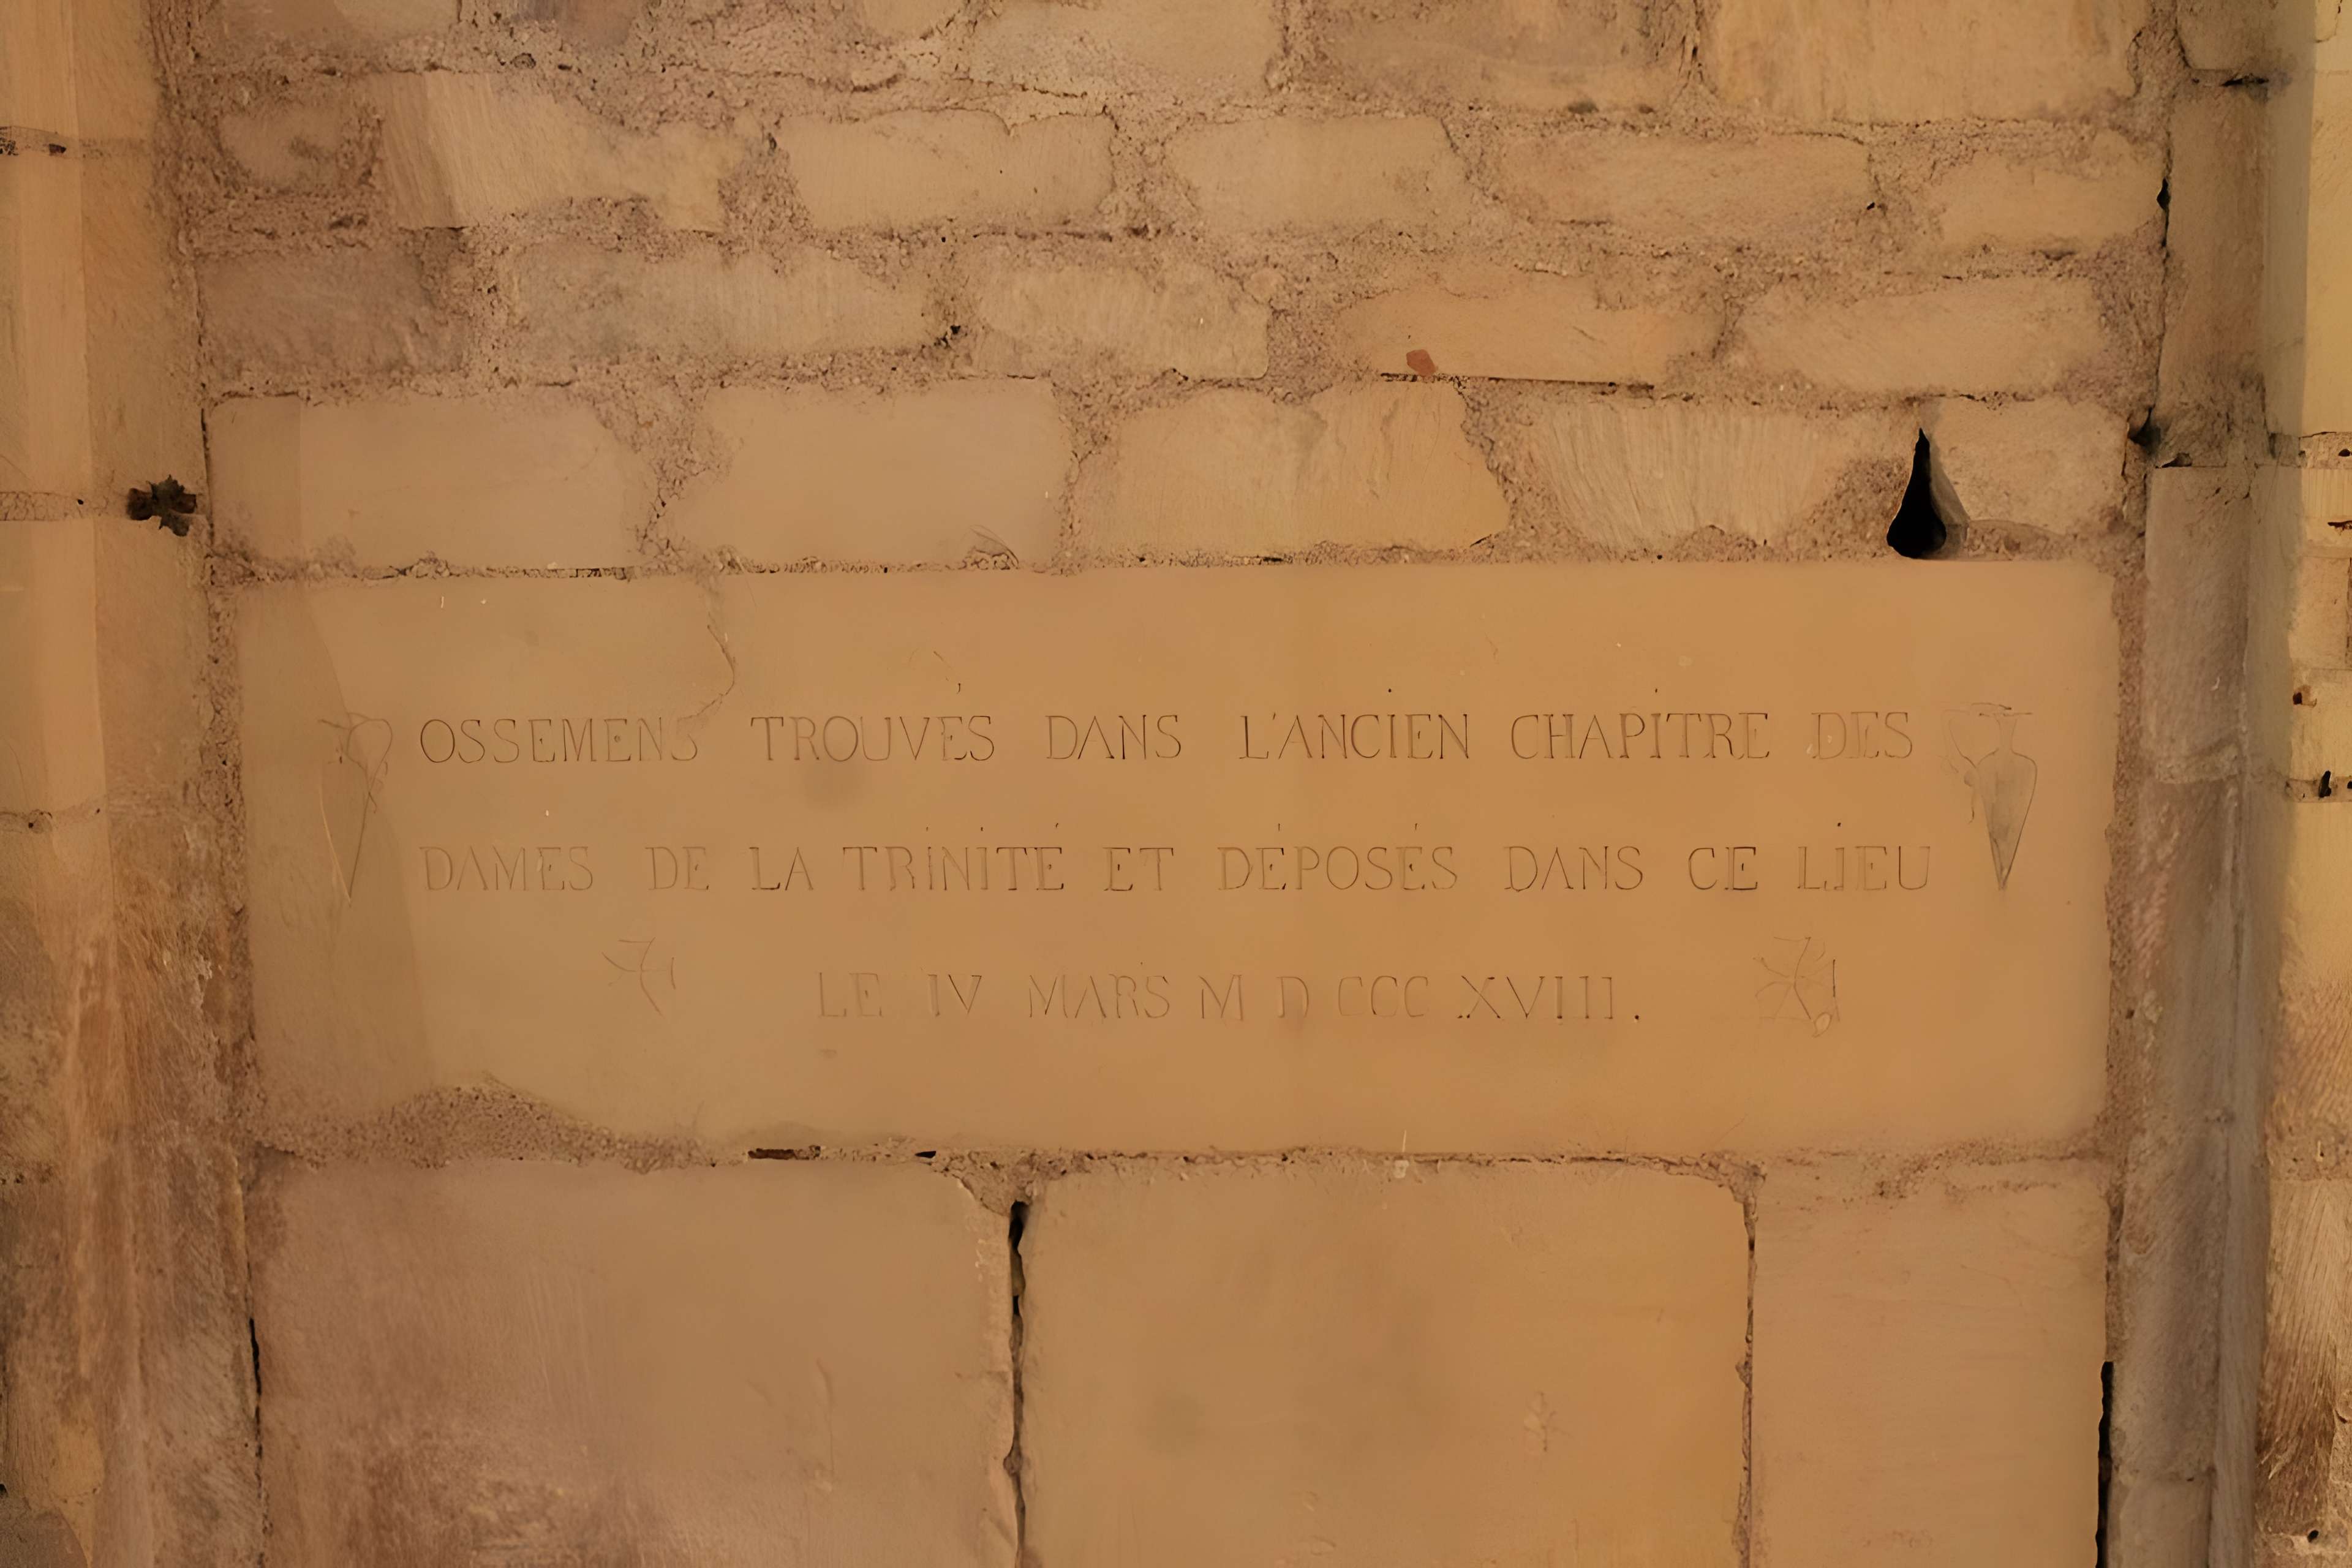 OSSEMENS TROUVÉS DANS L'ANCIEN CHAPITRE DES
DAMES DE LA TRINITÉ ET DÉPOSÉS DANS CE LIEU
LE IV MARS M D CCC XVIII.